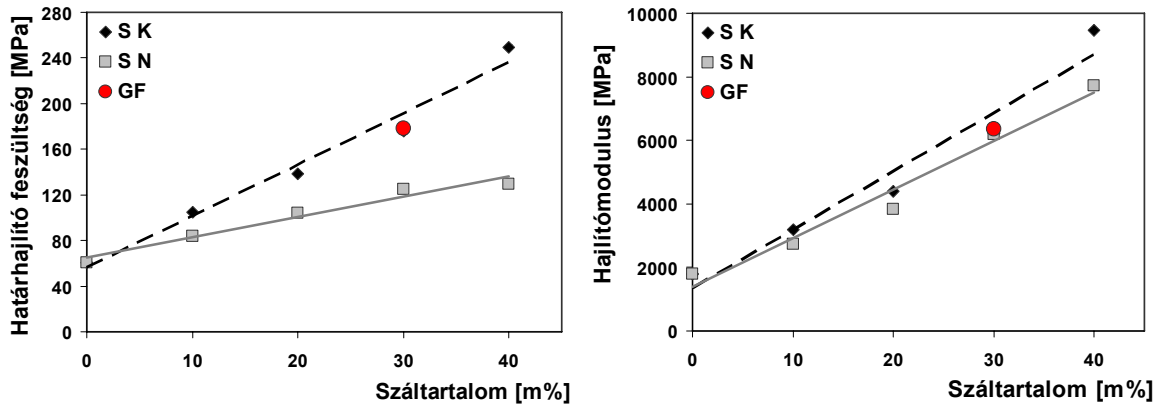 Határhajlító feszültség [MPa]
280
240
200
160
120
80
40
0
S K
S N
GF
0 10 20 30 40
Száltartalom [m%]
Hajlítómodulus [MPa]
10000
8000
6000
4000
2000
0
S K
S N
GF
0 10 20 30 40
Száltartalom [m%]